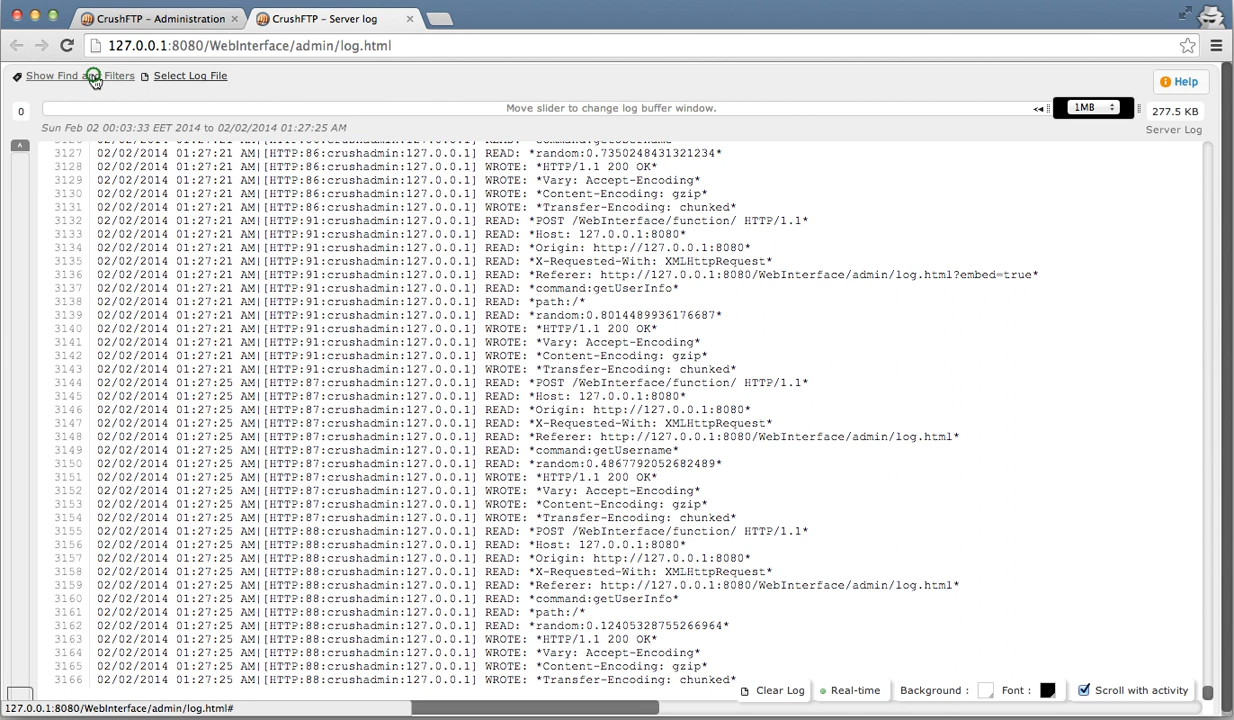 CrushFTP – Administration × CrushFTP – Server log ×
127.0.0.1:8080/WebInterface/admin/log.html
Show Find and Filters Select Log File Help
0 Move slider to change log buffer window. 1MB 277.5 KB
Sun Feb 02 00:03:33 EET 2014 to 02/02/2014 01:27:25 AM Server Log
3127 02/02/2014 01:27:21 AM|[HTTP:86:crushadmin:127.0.0.1] READ: *random:0.7350248431321234*
3128 02/02/2014 01:27:21 AM|[HTTP:86:crushadmin:127.0.0.1] WROTE: *HTTP/1.1 200 OK*
3129 02/02/2014 01:27:21 AM|[HTTP:86:crushadmin:127.0.0.1] WROTE: *Vary: Accept-Encoding*
3130 02/02/2014 01:27:21 AM|[HTTP:86:crushadmin:127.0.0.1] WROTE: *Content-Encoding: gzip*
3131 02/02/2014 01:27:21 AM|[HTTP:86:crushadmin:127.0.0.1] WROTE: *Transfer-Encoding: chunked*
3132 02/02/2014 01:27:21 AM|[HTTP:91:crushadmin:127.0.0.1] READ: *POST /WebInterface/function/ HTTP/1.1*
3133 02/02/2014 01:27:21 AM|[HTTP:91:crushadmin:127.0.0.1] READ: *Host: 127.0.0.1:8080*
3134 02/02/2014 01:27:21 AM|[HTTP:91:crushadmin:127.0.0.1] READ: *Origin: http://127.0.0.1:8080*
3135 02/02/2014 01:27:21 AM|[HTTP:91:crushadmin:127.0.0.1] READ: *X-Requested-With: XMLHttpRequest*
3136 02/02/2014 01:27:21 AM|[HTTP:91:crushadmin:127.0.0.1] READ: *Referer: http://127.0.0.1:8080/WebInterface/admin/log.html?embed=true*
3137 02/02/2014 01:27:21 AM|[HTTP:91:crushadmin:127.0.0.1] READ: *command:getUserInfo*
3138 02/02/2014 01:27:21 AM|[HTTP:91:crushadmin:127.0.0.1] READ: *path:/*
3139 02/02/2014 01:27:21 AM|[HTTP:91:crushadmin:127.0.0.1] READ: *random:0.8014489936176687*
3140 02/02/2014 01:27:21 AM|[HTTP:91:crushadmin:127.0.0.1] WROTE: *HTTP/1.1 200 OK*
3141 02/02/2014 01:27:21 AM|[HTTP:91:crushadmin:127.0.0.1] WROTE: *Vary: Accept-Encoding*
3142 02/02/2014 01:27:21 AM|[HTTP:91:crushadmin:127.0.0.1] WROTE: *Content-Encoding: gzip*
3143 02/02/2014 01:27:21 AM|[HTTP:91:crushadmin:127.0.0.1] WROTE: *Transfer-Encoding: chunked*
3144 02/02/2014 01:27:25 AM|[HTTP:87:crushadmin:127.0.0.1] READ: *POST /WebInterface/function/ HTTP/1.1*
3145 02/02/2014 01:27:25 AM|[HTTP:87:crushadmin:127.0.0.1] READ: *Host: 127.0.0.1:8080*
3146 02/02/2014 01:27:25 AM|[HTTP:87:crushadmin:127.0.0.1] READ: *Origin: http://127.0.0.1:8080*
3147 02/02/2014 01:27:25 AM|[HTTP:87:crushadmin:127.0.0.1] READ: *X-Requested-With: XMLHttpRequest*
3148 02/02/2014 01:27:25 AM|[HTTP:87:crushadmin:127.0.0.1] READ: *Referer: http://127.0.0.1:8080/WebInterface/admin/log.html*
3149 02/02/2014 01:27:25 AM|[HTTP:87:crushadmin:127.0.0.1] READ: *command:getUsername*
3150 02/02/2014 01:27:25 AM|[HTTP:87:crushadmin:127.0.0.1] READ: *random:0.4867792052682489*
3151 02/02/2014 01:27:25 AM|[HTTP:87:crushadmin:127.0.0.1] WROTE: *HTTP/1.1 200 OK*
3152 02/02/2014 01:27:25 AM|[HTTP:87:crushadmin:127.0.0.1] WROTE: *Vary: Accept-Encoding*
3153 02/02/2014 01:27:25 AM|[HTTP:87:crushadmin:127.0.0.1] WROTE: *Content-Encoding: gzip*
3154 02/02/2014 01:27:25 AM|[HTTP:87:crushadmin:127.0.0.1] WROTE: *Transfer-Encoding: chunked*
3155 02/02/2014 01:27:25 AM|[HTTP:88:crushadmin:127.0.0.1] READ: *POST /WebInterface/function/ HTTP/1.1*
3156 02/02/2014 01:27:25 AM|[HTTP:88:crushadmin:127.0.0.1] READ: *Host: 127.0.0.1:8080*
3157 02/02/2014 01:27:25 AM|[HTTP:88:crushadmin:127.0.0.1] READ: *Origin: http://127.0.0.1:8080*
3158 02/02/2014 01:27:25 AM|[HTTP:88:crushadmin:127.0.0.1] READ: *X-Requested-With: XMLHttpRequest*
3159 02/02/2014 01:27:25 AM|[HTTP:88:crushadmin:127.0.0.1] READ: *Referer: http://127.0.0.1:8080/WebInterface/admin/log.html*
3160 02/02/2014 01:27:25 AM|[HTTP:88:crushadmin:127.0.0.1] READ: *command:getUserInfo*
3161 02/02/2014 01:27:25 AM|[HTTP:88:crushadmin:127.0.0.1] READ: *path:/*
3162 02/02/2014 01:27:25 AM|[HTTP:88:crushadmin:127.0.0.1] READ: *random:0.12405328755266964*
3163 02/02/2014 01:27:25 AM|[HTTP:88:crushadmin:127.0.0.1] WROTE: *HTTP/1.1 200 OK*
3164 02/02/2014 01:27:25 AM|[HTTP:88:crushadmin:127.0.0.1] WROTE: *Vary: Accept-Encoding*
3165 02/02/2014 01:27:25 AM|[HTTP:88:crushadmin:127.0.0.1] WROTE: *Content-Encoding: gzip*
3166 02/02/2014 01:27:25 AM|[HTTP:88:crushadmin:127.0.0.1] WROTE: *Transfer-Encoding: chunked*
Clear Log Real-time Background : Font : Scroll with activity
127.0.0.1:8080/WebInterface/admin/log.html#